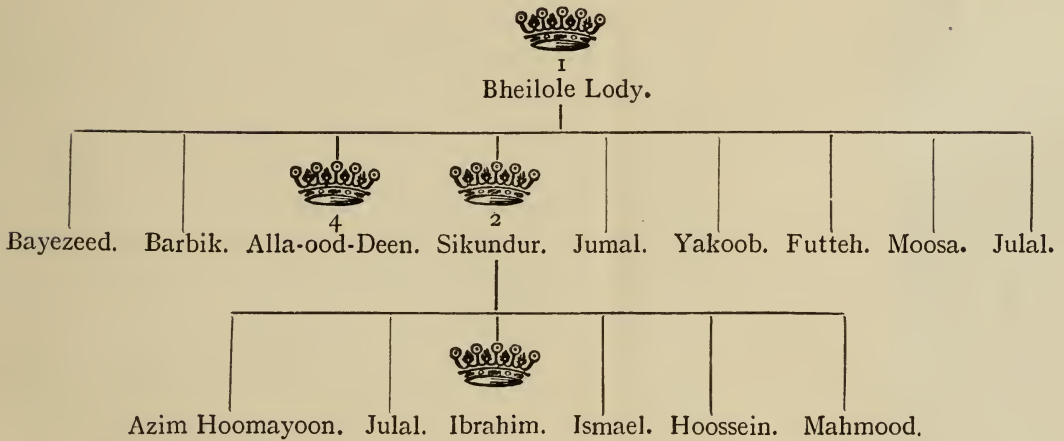 1
Bheilole Lody.
4 2
Bayezeed. Barbik. Alla-ood-Deen. Sikundur. Jumal. Yakoob. Futteh. Moosa. Julal.
Azim Hoomayoon. Julal. Ibrahim. Ismael. Hoossein. Mahmood.